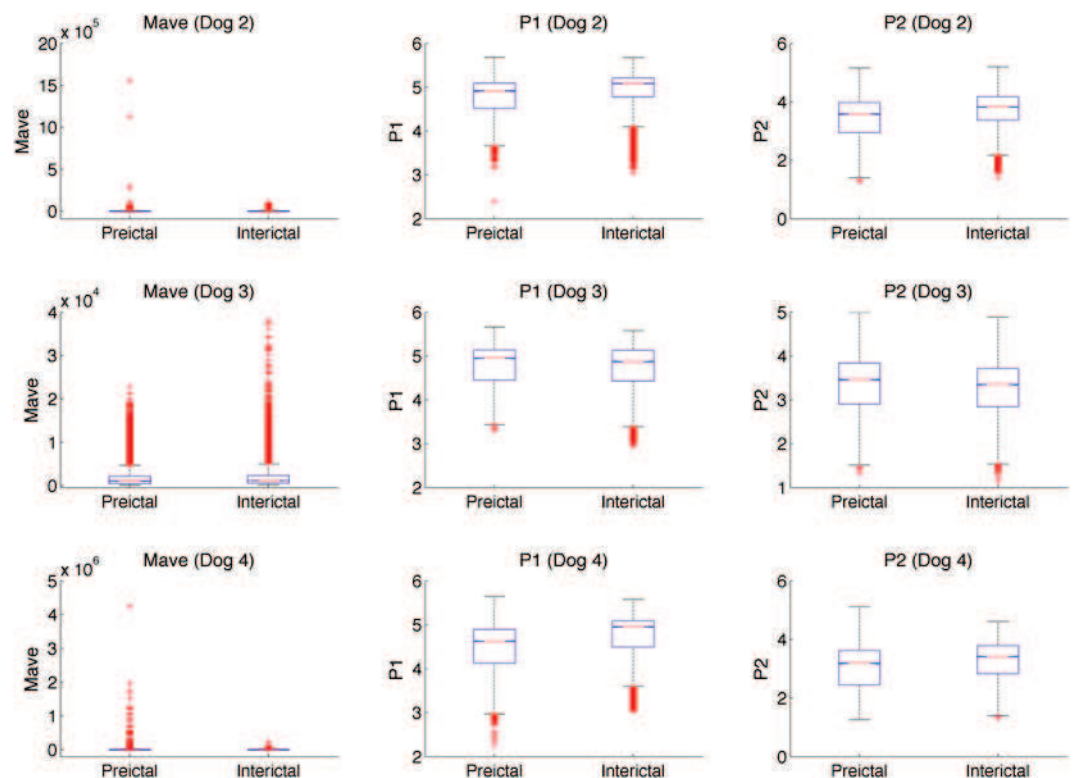 Mave (Dog 2)
x 10^5
20
15
10
5
0
Mave
Preictal
Interictal
P1 (Dog 2)
6
5
4
3
2
P1
Preictal
Interictal
P2 (Dog 2)
6
4
2
0
P2
Preictal
Interictal
Mave (Dog 3)
x 10^4
4
3
2
1
0
Mave
Preictal
Interictal
P1 (Dog 3)
6
5
4
3
2
P1
Preictal
Interictal
P2 (Dog 3)
5
4
3
2
1
P2
Preictal
Interictal
Mave (Dog 4)
x 10^6
5
4
3
2
1
0
Mave
Preictal
Interictal
P1 (Dog 4)
6
5
4
3
2
P1
Preictal
Interictal
P2 (Dog 4)
6
4
2
0
P2
Preictal
Interictal